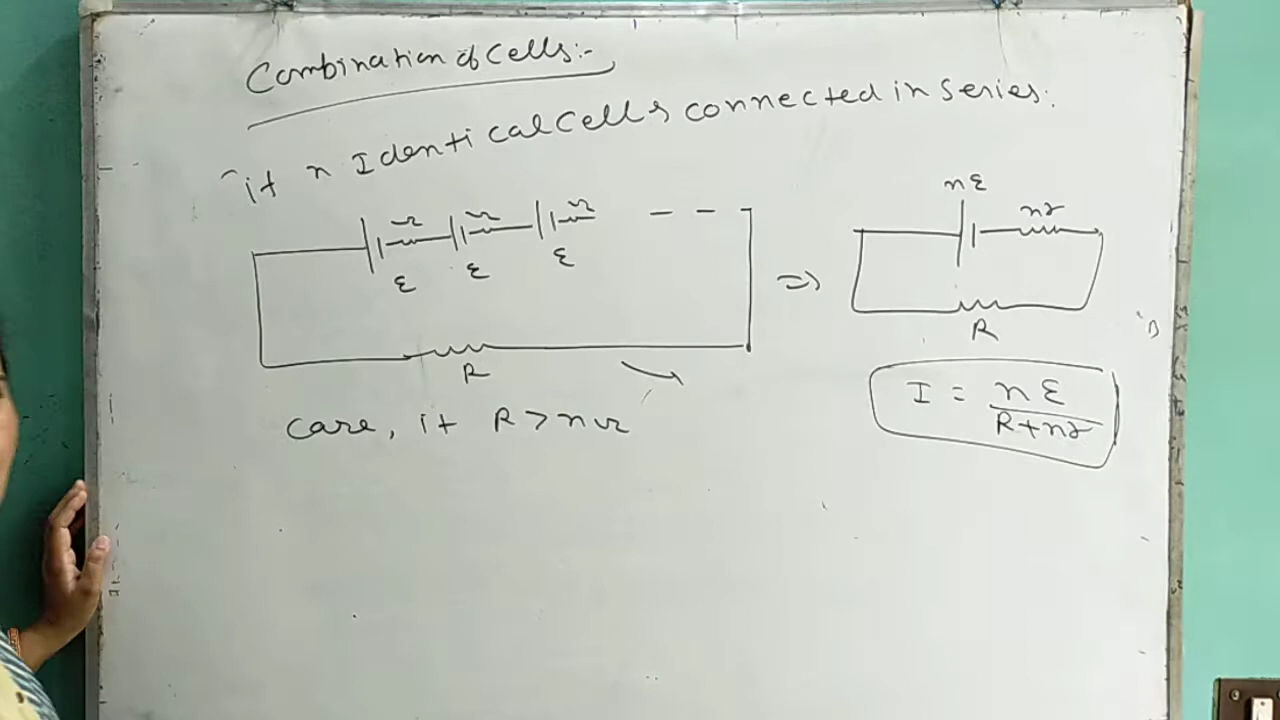 Combination of Cells:-
if n Identical cells connected in series.
r r r
ε ε ε
R
nε
nr
R
I = nε / R+nr
case, if R > nr